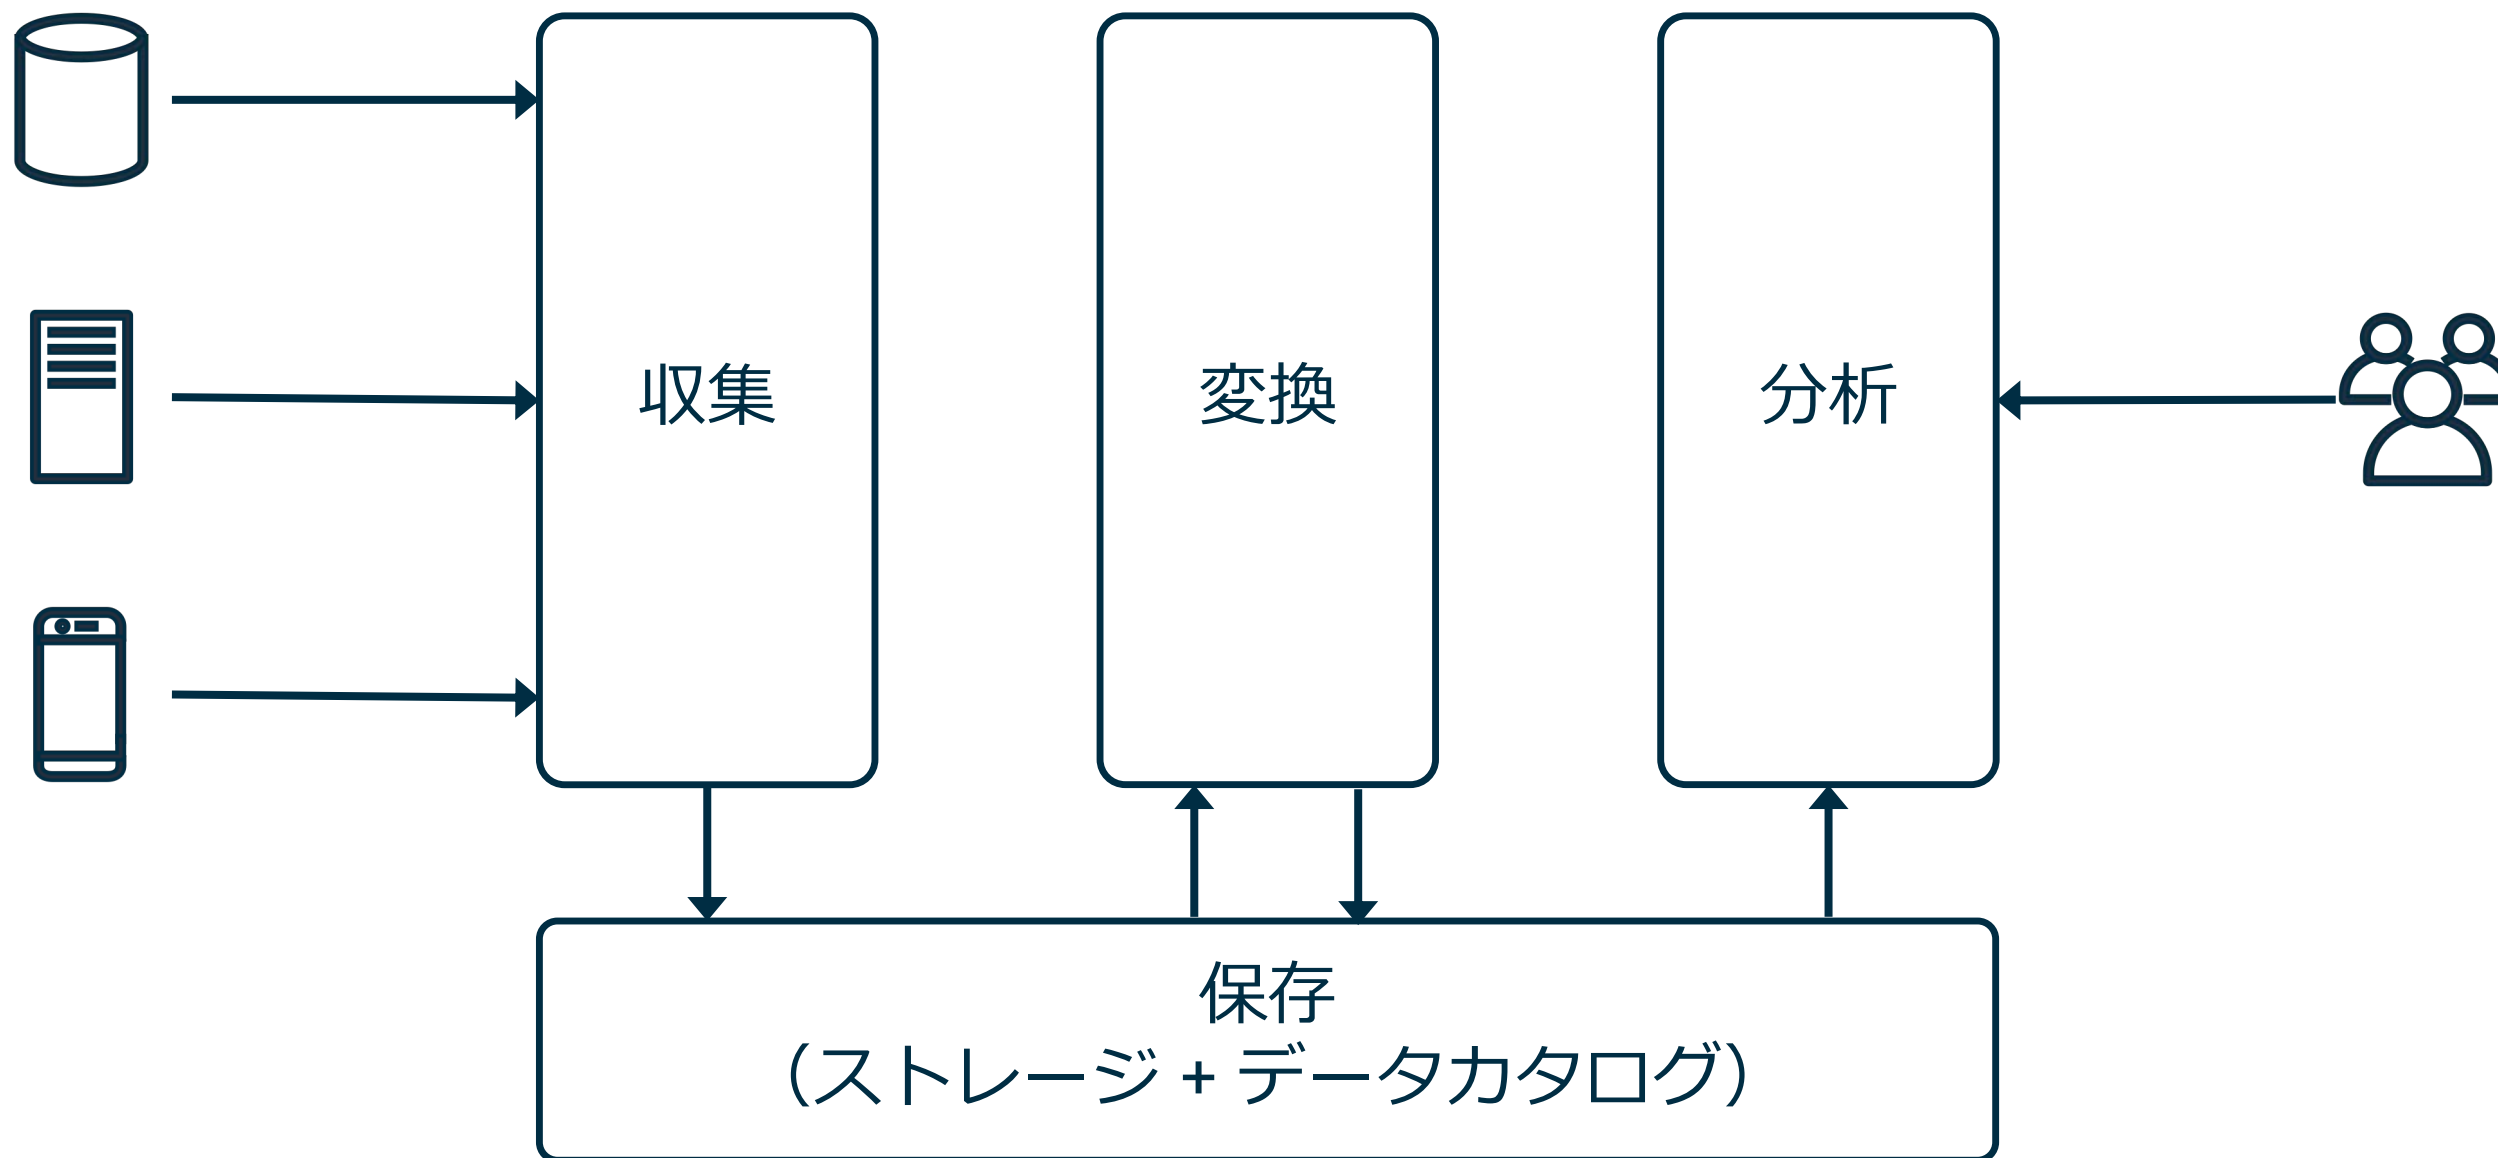 収集
変換
分析
保存
(ストレージ + データカタログ)